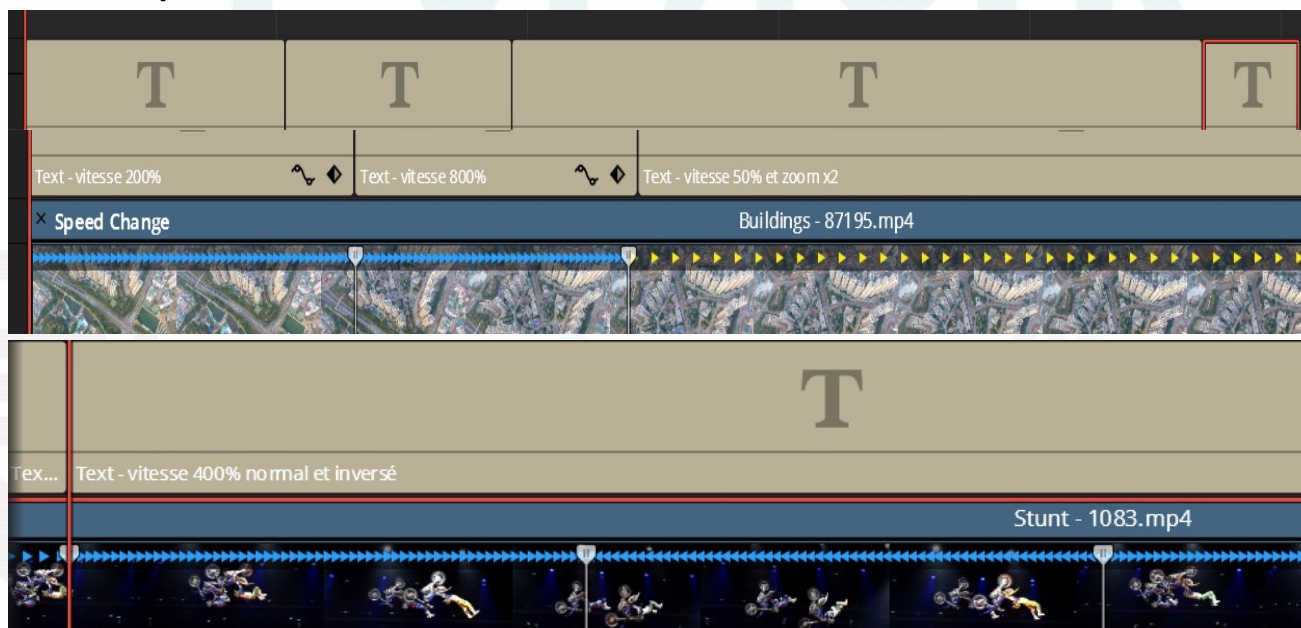 T T T T
Text - vitesse 200% Text - vitesse 800% Text - vitesse 50% et zoom x2
× Speed Change Buildings - 87195.mp4
T
Tex... Text - vitesse 400% normal et inversé
Stunt - 1083.mp4